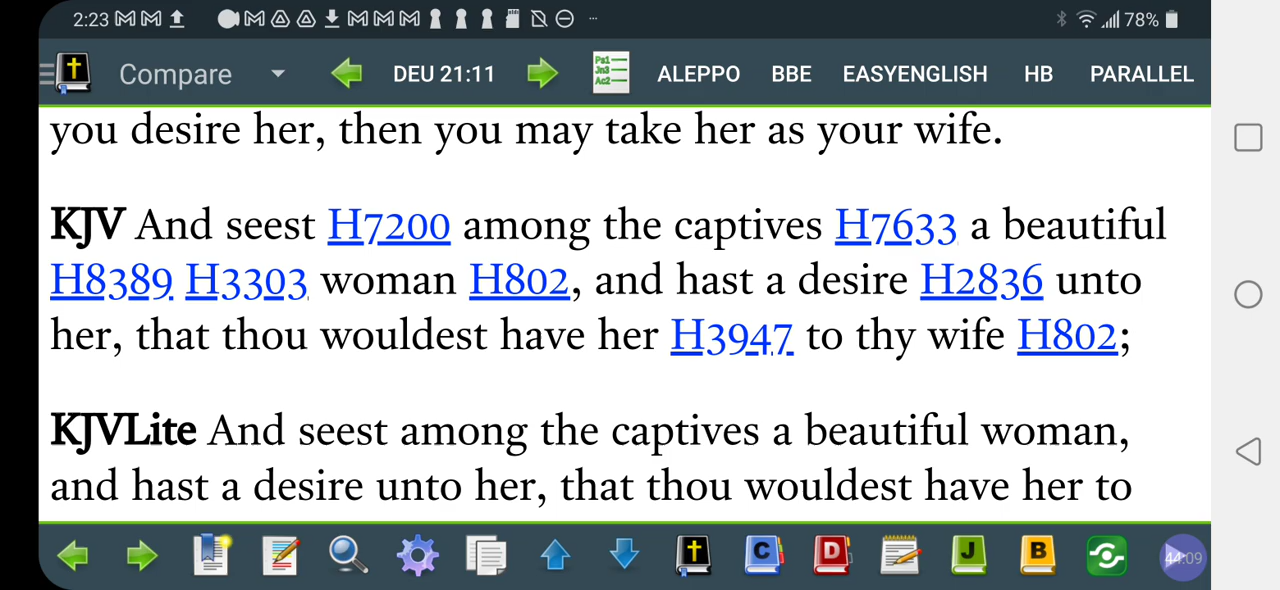 2:23 78%
Compare DEU 21:11 ALEPPO BBE EASYENGLISH HB PARALLEL
you desire her, then you may take her as your wife.
KJV And seest H7200 among the captives H7633 a beautiful
H8389 H3303 woman H802, and hast a desire H2836 unto
her, that thou wouldest have her H3947 to thy wife H802;
KJVLite And seest among the captives a beautiful woman,
and hast a desire unto her, that thou wouldest have her to
C D J B 44:09